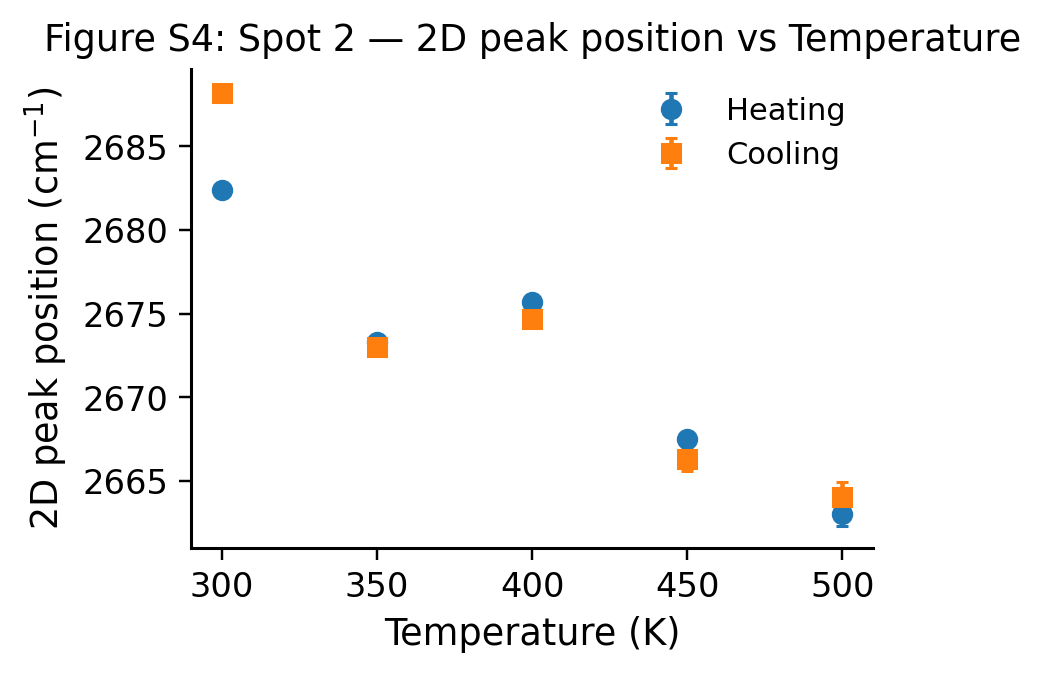 Figure S4: Spot 2 — 2D peak position vs Temperature
Heating
Cooling
2D peak position (cm⁻¹)
2685
2680
2675
2670
2665
300 350 400 450 500
Temperature (K)